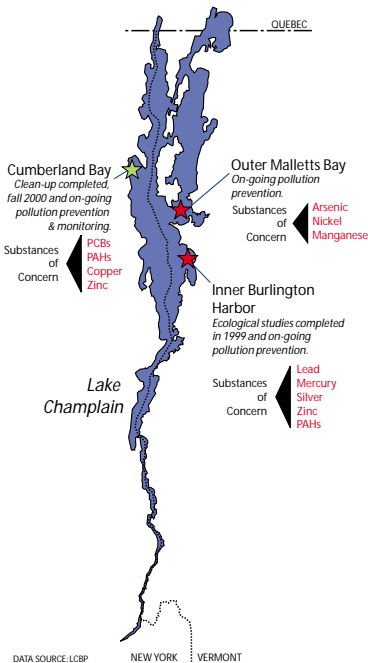 QUEBEC
Cumberland Bay
Clean-up completed,
fall 2000 and on-going
pollution prevention
& monitoring.
Substances
of
Concern
PCBs
PAHs
Copper
Zinc
Outer Malletts Bay
On-going pollution
prevention.
Substances
of
Concern
Arsenic
Nickel
Manganese
Inner Burlington
Harbor
Ecological studies completed
in 1999 and on-going
pollution prevention.
Substances
of
Concern
Lead
Mercury
Silver
Zinc
PAHs
Lake
Champlain
DATA SOURCE: LCBP
NEW YORK
VERMONT